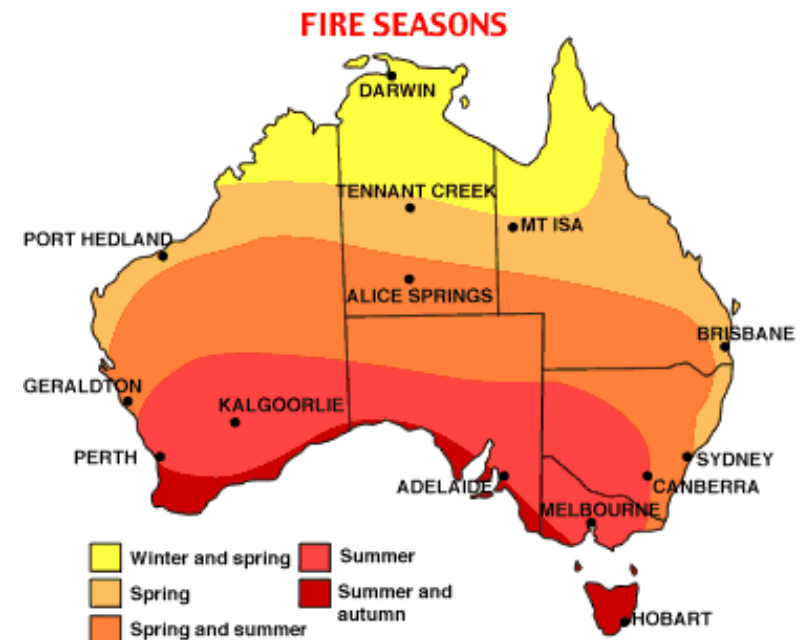 FIRE SEASONS
DARWIN
TENNANT CREEK
MT ISA
PORT HEDLAND
ALICE SPRINGS
BRISBANE
GERALDTON
KALGOORLIE
PERTH
SYDNEY
ADELAIDE
CANBERRA
MELBOURNE
Winter and spring
Spring
Spring and summer
Summer
Summer and
autumn
HOBART